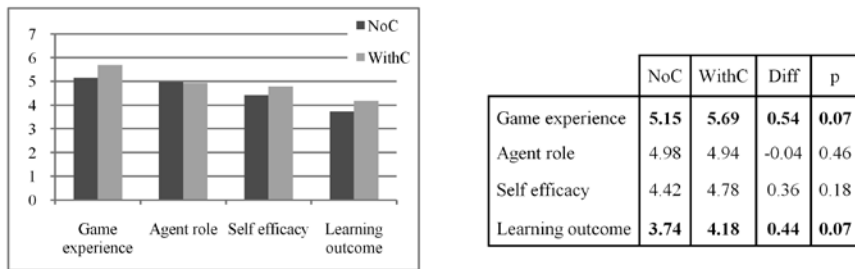 7
6
5
4
3
2
1
0
NoC
WithC
Game experience
Agent role
Self efficacy
Learning outcome
NoC WithC Diff p
Game experience 5.15 5.69 0.54 0.07
Agent role 4.98 4.94 -0.04 0.46
Self efficacy 4.42 4.78 0.36 0.18
Learning outcome 3.74 4.18 0.44 0.07